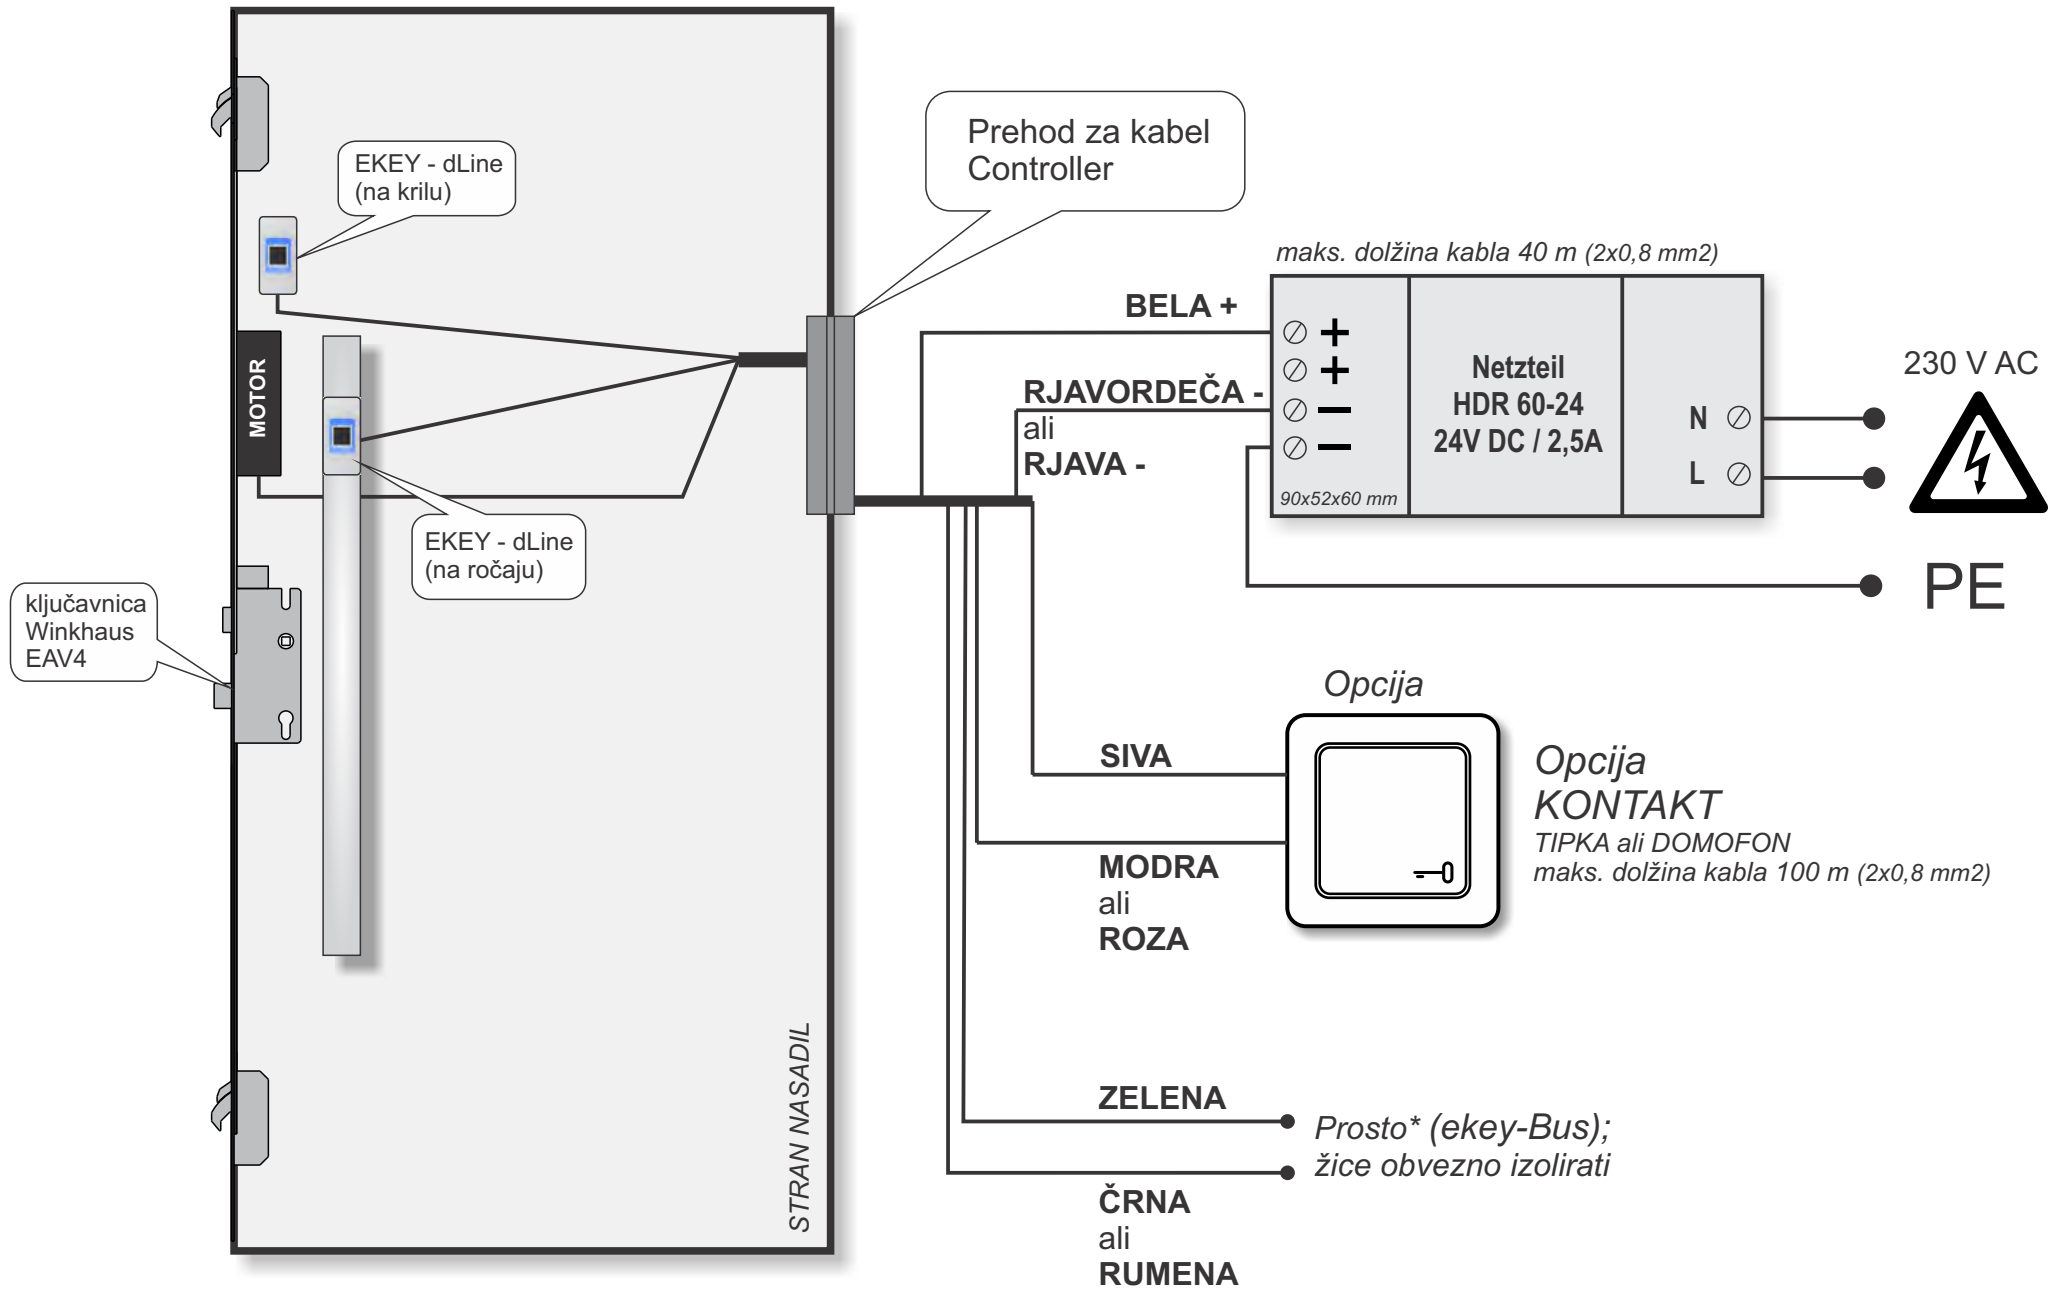 EKEY - dLine
(na krilu)
Prehod za kabel
Controller
maks. dolžina kabla 40 m (2x0,8 mm2)
BELA +
RJAVORDEČA -
ali
RJAVA -
+
+
−
−
90x52x60 mm
Netzteil
HDR 60-24
24V DC / 2,5A
N
L
230 V AC
PE
MOTOR
EKEY - dLine
(na ročaju)
ključavnica
Winkhaus
EAV4
STRAN NASADIL
Opcija
SIVA
MODRA
ali
ROZA
Opcija
KONTAKT
TIPKA ali DOMOFON
maks. dolžina kabla 100 m (2x0,8 mm2)
ZELENA
Prosto* (ekey-Bus);
žice obvezno izolirati
ČRNA
ali
RUMENA